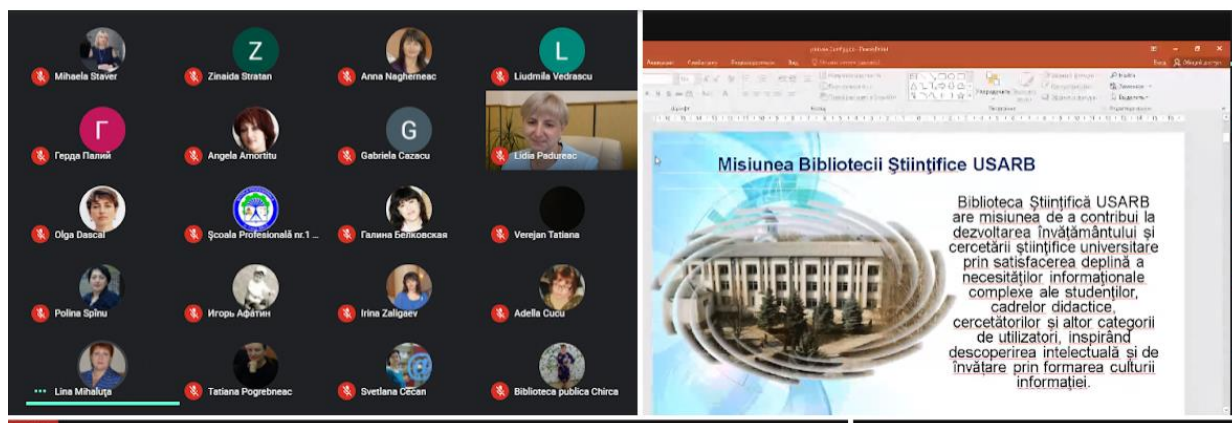 Z
L
Mihaela Staver
Zinaida Stratan
Anna Nagherneac
Liudmila Vedrascu
Г
G
Герда Палий
Angela Amortitu
Gabriela Cazacu
Lidia Padureac
Olga Dascal
Școala Profesională nr.1 ...
Галина Белковская
Verejan Tatiana
Polina Spînu
Игорь Афатин
Irina Zaligaev
Adella Cucu
Lina Mihaluța
Tatiana Pogrebneac
Svetlana Cecan
Biblioteca publica Chirca
Misiunea Bibliotecii Ştiinţifice USARB
Biblioteca Ştiinţifică USARB
are misiunea de a contribui la
dezvoltarea învăţământului şi
cercetării ştiinţifice universitare
prin satisfacerea deplină a
necesităţilor informaţionale
complexe ale studenţilor,
cadrelor didactice,
cercetătorilor şi altor categorii
de utilizatori, inspirând
descoperirea intelectuală şi de
învăţare prin formarea culturii
informaţiei.